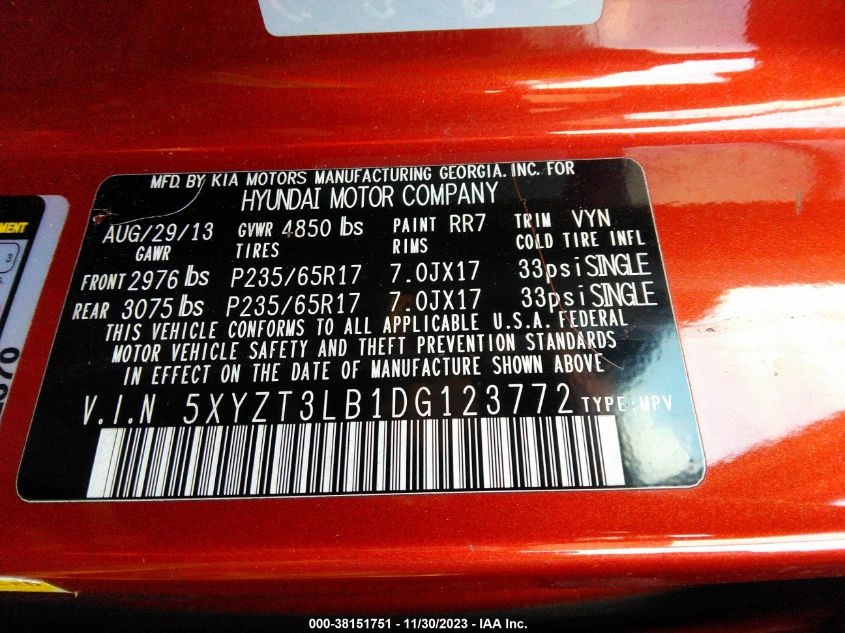 MFD. BY KIA MOTORS MANUFACTURING GEORGIA. INC. FOR
HYUNDAI MOTOR COMPANY
AUG/29/13 GVWR 4850 lbs PAINT RR7 TRIM VYN
GAWR TIRES RIMS COLD TIRE INFL
FRONT 2976 lbs P235/65R17 7.0JX17 33psi SINGLE
REAR 3075 lbs P235/65R17 7.0JX17 33psi SINGLE
THIS VEHICLE CONFORMS TO ALL APPLICABLE U.S.A. FEDERAL
MOTOR VEHICLE SAFETY AND THEFT PREVENTION STANDARDS
IN EFFECT ON THE DATE OF MANUFACTURE SHOWN ABOVE
V.I.N 5XYZT3LB1DG123772 TYPE:MPV
3
000-38151751 - 11/30/2023 - IAA Inc.